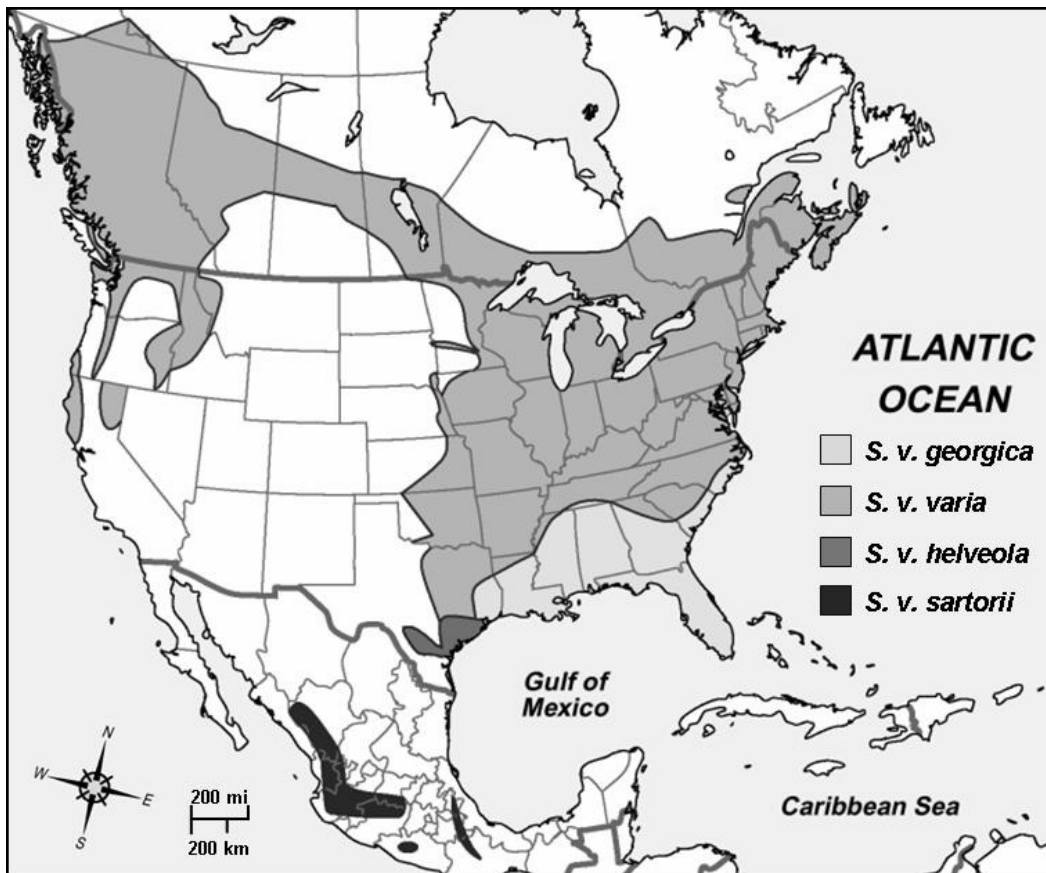 ATLANTIC
OCEAN
S. v. georgica
S. v. varia
S. v. helveola
S. v. sartorii
Gulf of
Mexico
Caribbean Sea
N
W
E
S
200 mi
200 km